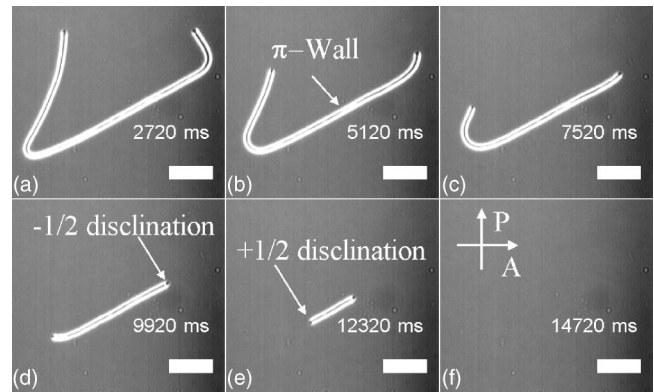 π–Wall
2720 ms
5120 ms
7520 ms
(a)
(b)
(c)
-1/2 disclination
+1/2 disclination
P
A
9920 ms
12320 ms
14720 ms
(d)
(e)
(f)